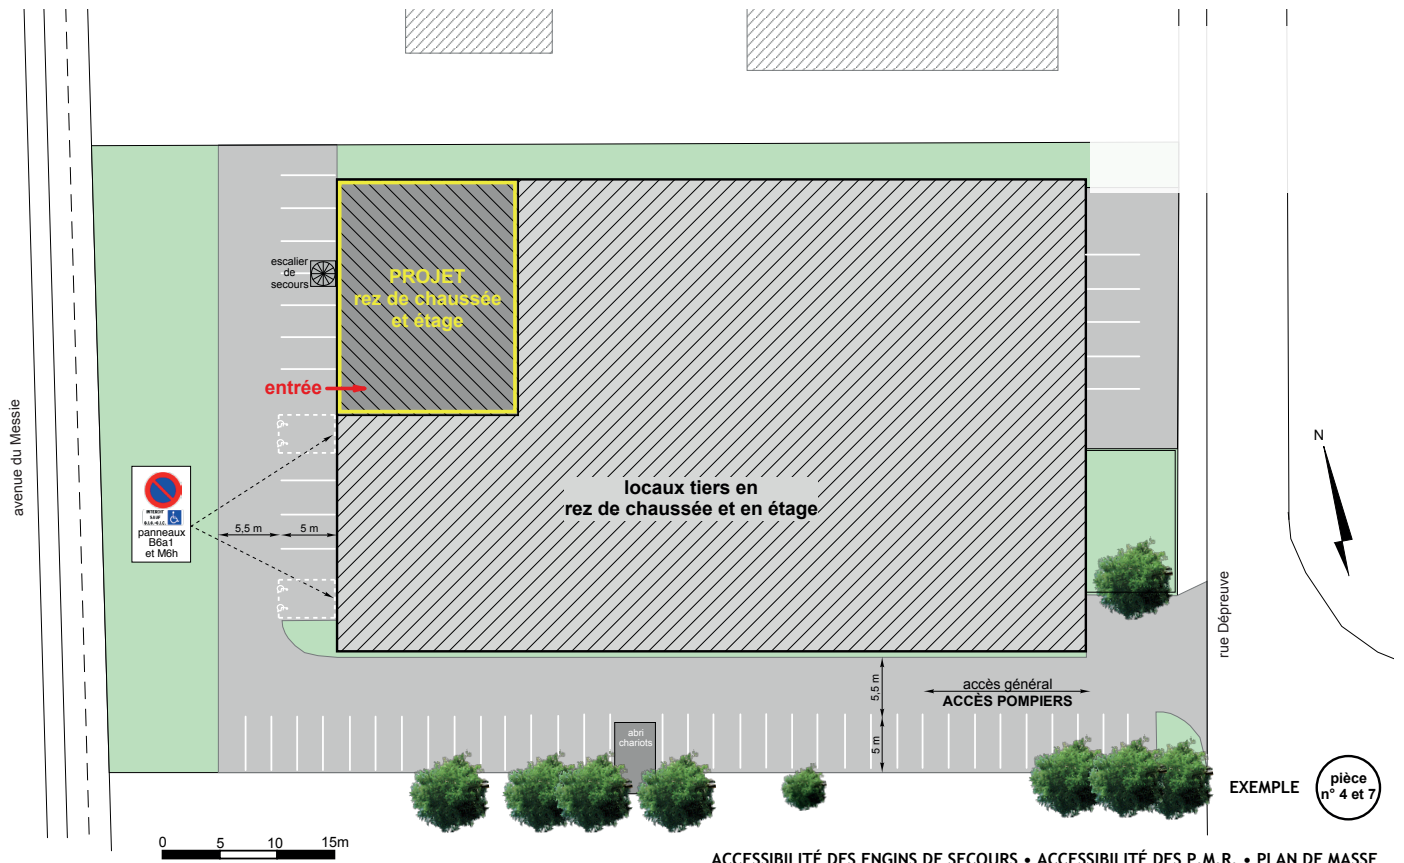 escalier
de
secours
PROJET
rez de chaussée
et étage
entrée
avenue du Messie
INTERDIT
SAUF
G.I.G.-G.I.C.
panneaux
B6a1
et M6h
5,5 m
5 m
locaux tiers en
rez de chaussée et en étage
N
rue Dépreuve
5,5 m
5 m
accès général
ACCÈS POMPIERS
abri
chariots
EXEMPLE
pièce
n° 4 et 7
0 5 10 15m
ACCESSIBILITÉ DES ENGINS DE SECOURS • ACCESSIBILITÉ DES P.M.R. • PLAN DE MASSE